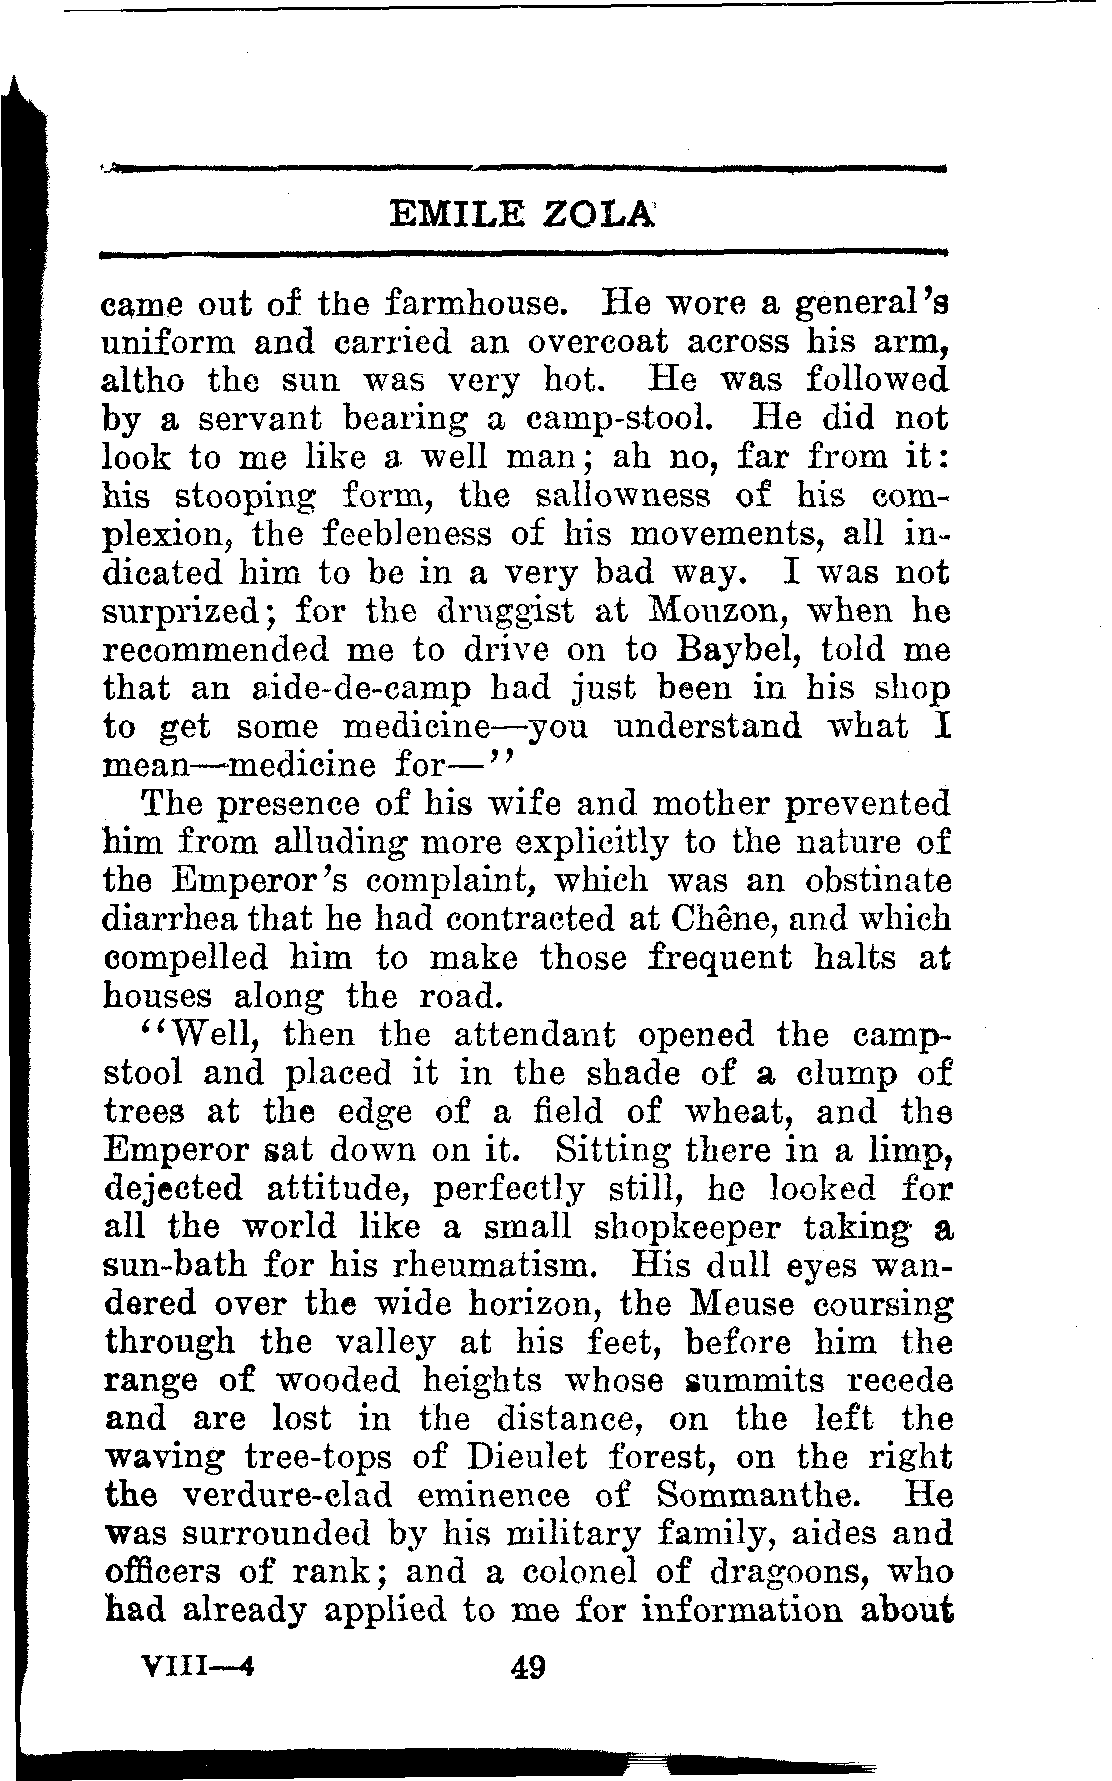 EMILE ZOLA
came out of the farmhouse. He wore a general's
uniform and carried an overcoat across his arm,
altho the sun was very hot. He was followed
by a servant bearing a camp-stool. He did not
look to me like a well man; ah no, far from it:
his stooping form, the sallowness of his com-
plexion, the feebleness of his movements, all in-
dicated him to be in a very bad way. I was not
surprized; for the druggist at Mouzon, when he
recommended me to drive on to Baybel, told me
that an aide-de-camp had just been in his shop
to get some medicine—you understand what I
mean—medicine for—"
The presence of his wife and mother prevented
him from alluding more explicitly to the nature of
the Emperor's complaint, which was an obstinate
diarrhea that he had contracted at Chêne, and which
compelled him to make those frequent halts at
houses along the road.
"Well, then the attendant opened the camp-
stool and placed it in the shade of a clump of
trees at the edge of a field of wheat, and the
Emperor sat down on it. Sitting there in a limp,
dejected attitude, perfectly still, he looked for
all the world like a small shopkeeper taking a
sun-bath for his rheumatism. His dull eyes wan-
dered over the wide horizon, the Meuse coursing
through the valley at his feet, before him the
range of wooded heights whose summits recede
and are lost in the distance, on the left the
waving tree-tops of Dieulet forest, on the right
the verdure-clad eminence of Sommanthe. He
was surrounded by his military family, aides and
officers of rank; and a colonel of dragoons, who
had already applied to me for information about
VIII—4 49